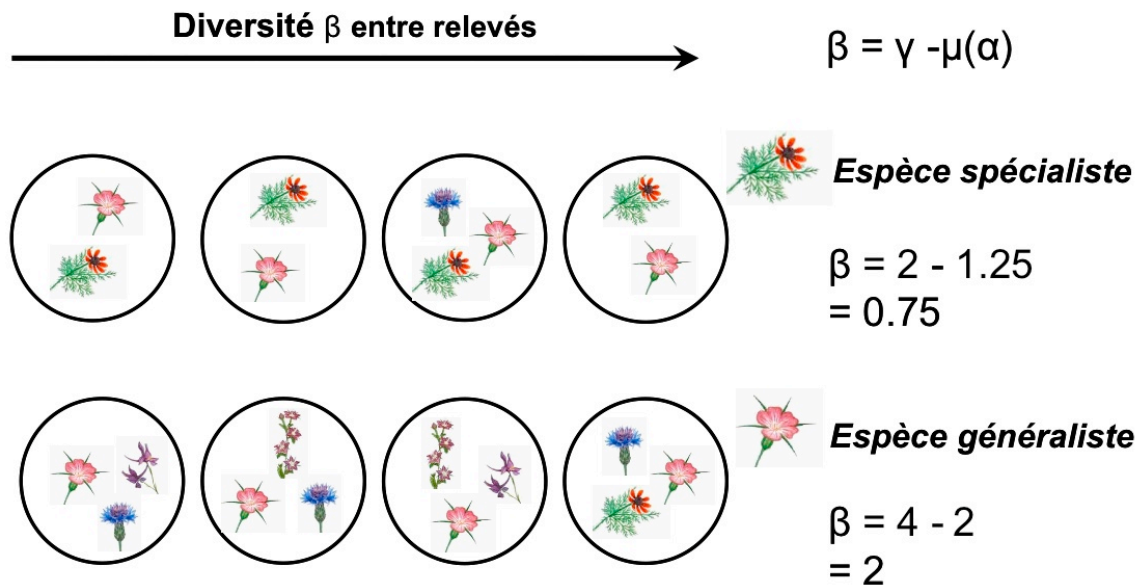 Diversité β entre relevés
β = γ -μ(α)
Espèce spécialiste
β = 2 - 1.25
= 0.75
Espèce généraliste
β = 4 - 2
= 2